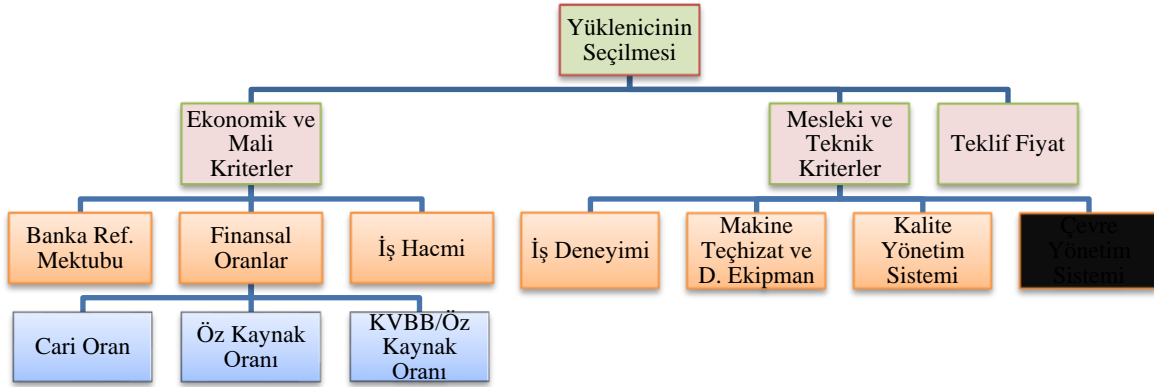 Yüklenicinin
Seçilmesi
Ekonomik ve
Mali
Kriterler
Mesleki ve
Teknik
Kriterler
Teklif Fiyat
Banka Ref.
Mektubu
Finansal
Oranlar
İş Hacmi
İş Deneyimi
Makine
Teçhizat ve
D. Ekipman
Kalite
Yönetim
Sistemi
Çevre
Yönetim
Sistemi
Cari Oran
Öz Kaynak
Oranı
KVBB/Öz
Kaynak
Oranı